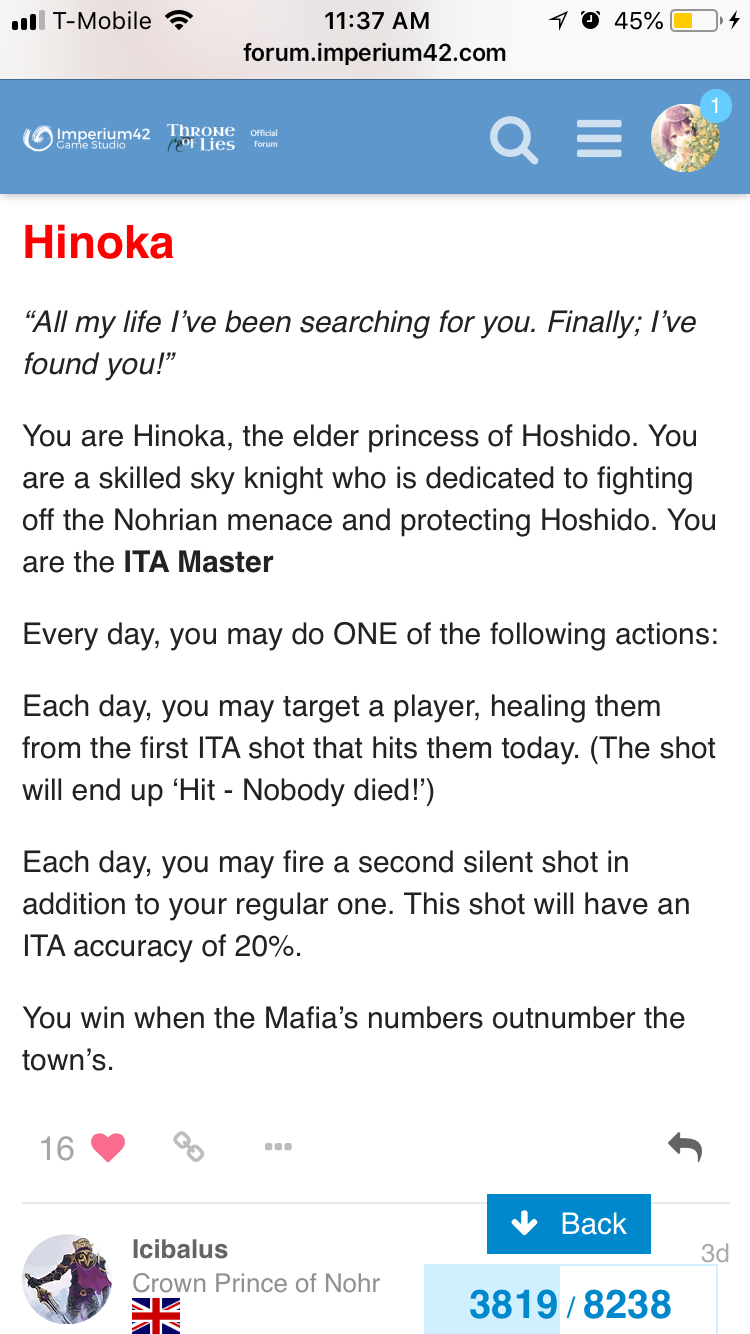 T-Mobile 11:37 AM 45%
forum.imperium42.com
Imperium42
Game Studio
THRONE
OF LIES
Official
Forum
1
Hinoka
“All my life I’ve been searching for you. Finally; I’ve
found you!”
You are Hinoka, the elder princess of Hoshido. You
are a skilled sky knight who is dedicated to fighting
off the Nohrian menace and protecting Hoshido. You
are the ITA Master
Every day, you may do ONE of the following actions:
Each day, you may target a player, healing them
from the first ITA shot that hits them today. (The shot
will end up ‘Hit - Nobody died!’)
Each day, you may fire a second silent shot in
addition to your regular one. This shot will have an
ITA accuracy of 20%.
You win when the Mafia’s numbers outnumber the
town’s.
16
Back
Icibalus
3d
Crown Prince of Nohr
3819 / 8238